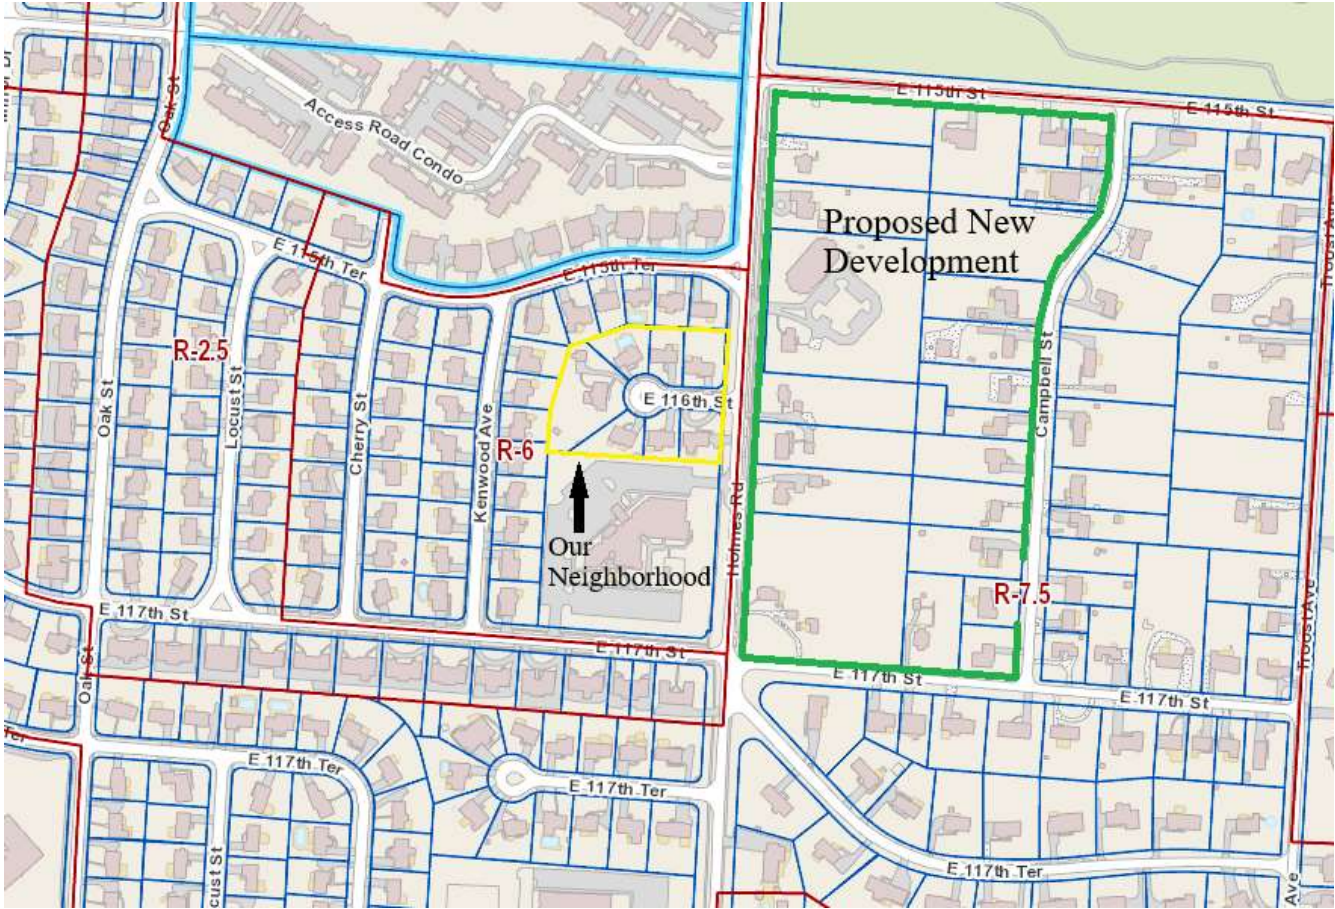 Oak St
E 115th St
E 115th St
Access Road Condo
Proposed New
Development
E 115th Ter
E 115th Ter
R-2.5
Oak St
Locust St
Cherry St
Kenwood Ave
R-6
E 116th St
Holmes Rd
Campbell St
Troost Ave
Our
Neighborhood
R-7.5
E 117th St
E 117th St
E 117th St
E 117th St
Oak St
E 117th Ter
E 117th Ter
E 117th Ter
cust St
Ave